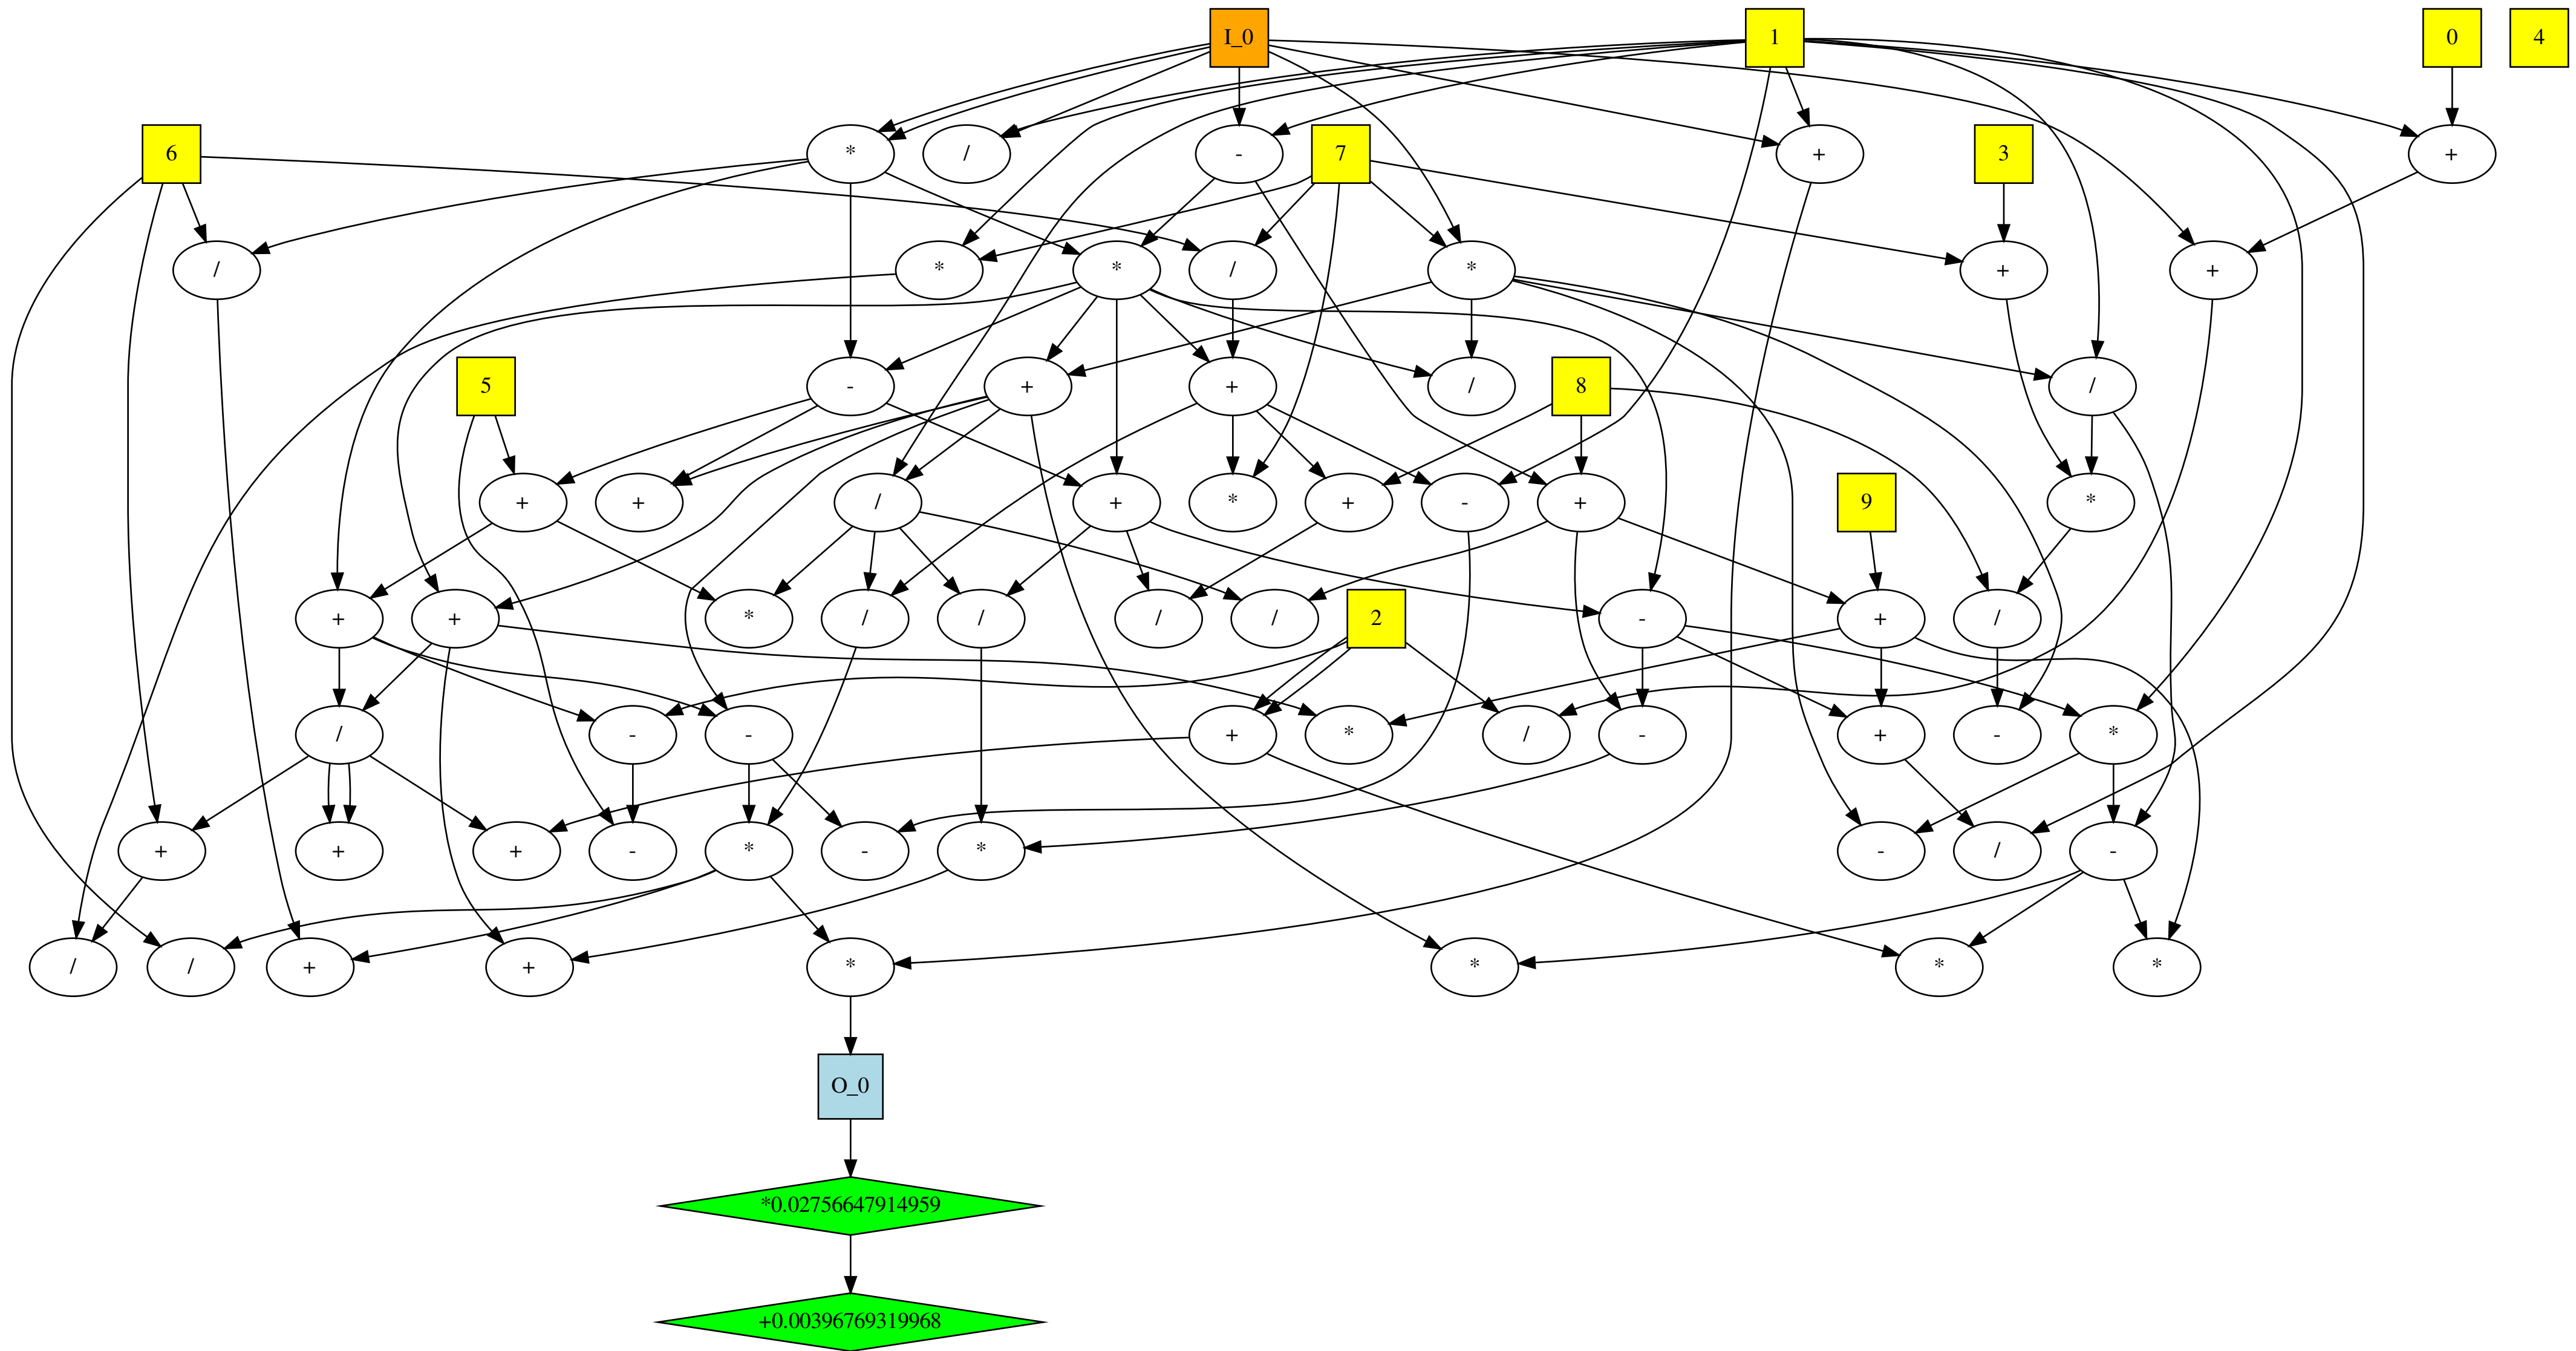 I_0 1 0 4
6 * / - 7 + 3 +
/ * * / * + +
5 - + + / 8 /
+ + / + * + - + 9 *
+ + * / / / / 2 - + /
/ - - + * / - + - *
+ + + - * - * - / -
/ / + + * * * *
O_0
*0.02756647914959
+0.00396769319968